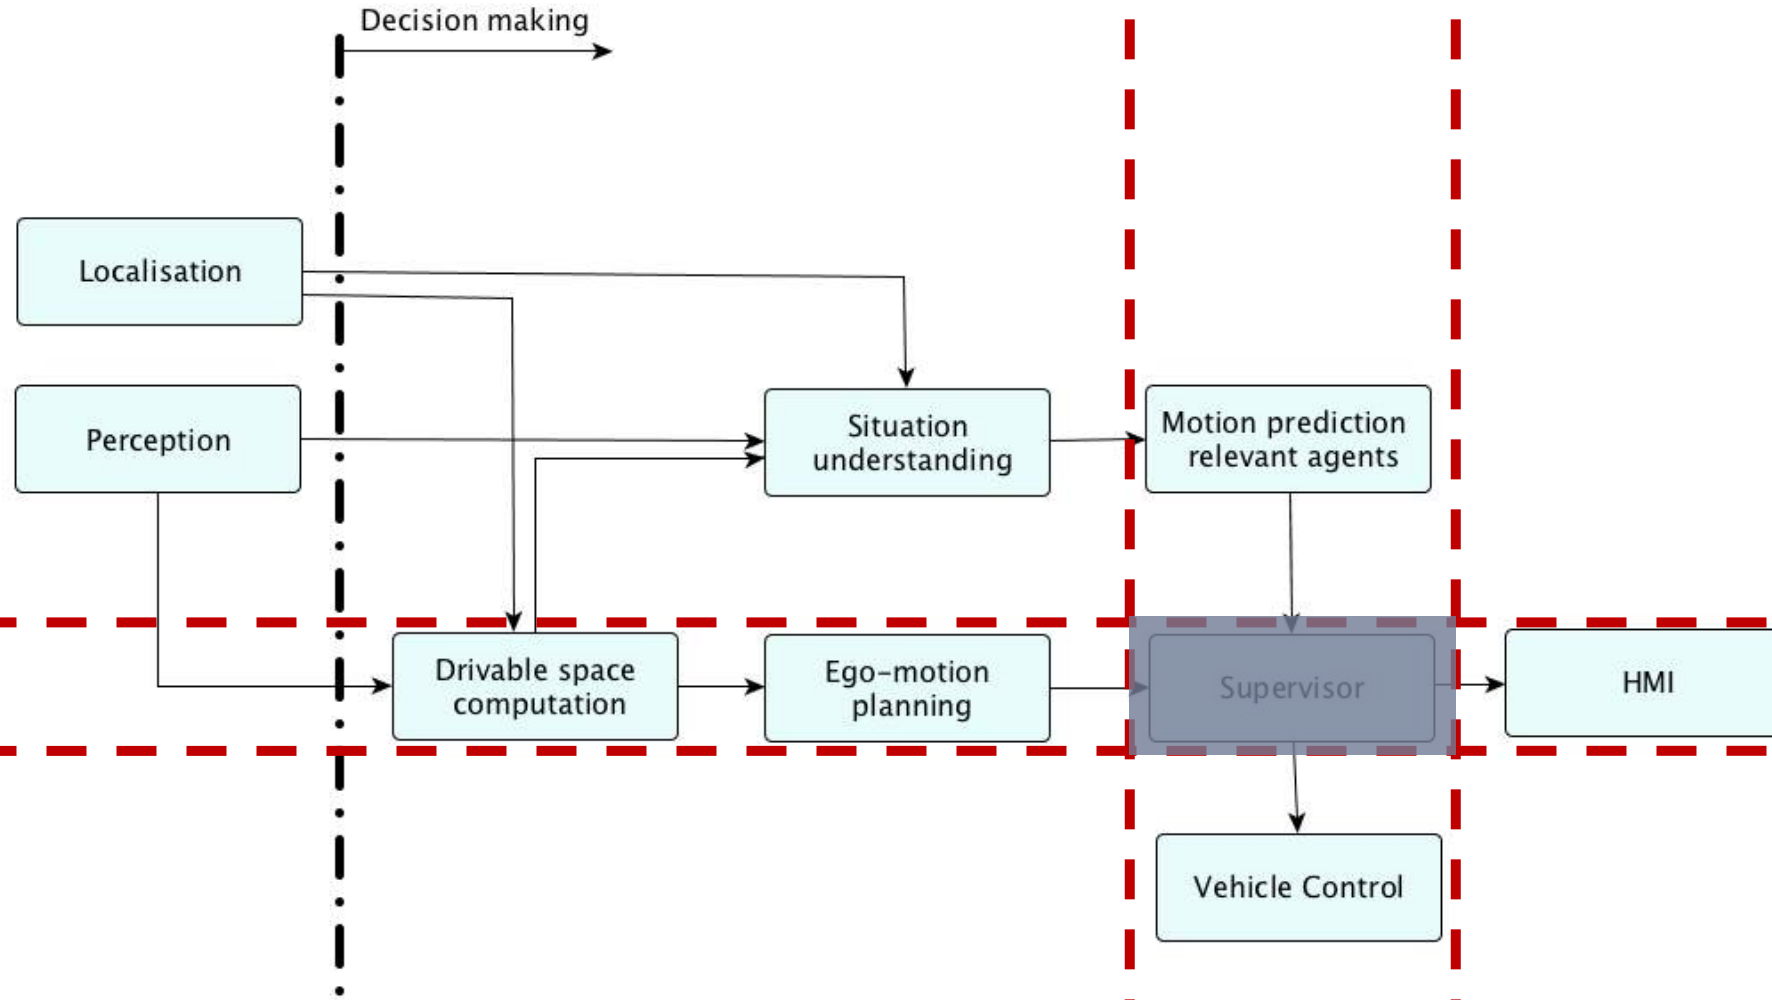 Decision making
Localisation
Perception
Situation
understanding
Motion prediction
relevant agents
Drivable space
computation
Ego-motion
planning
Supervisor
HMI
Vehicle Control